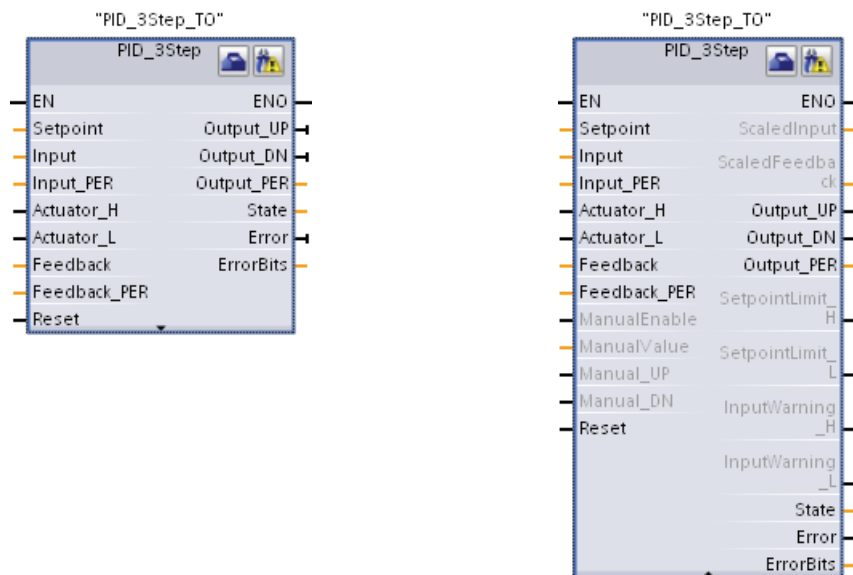 "PID_3Step_TO"
PID_3Step
EN ENO
Setpoint Output_UP
Input Output_DN
Input_PER Output_PER
Actuator_H State
Actuator_L Error
Feedback ErrorBits
Feedback_PER
Reset
"PID_3Step_TO"
PID_3Step
EN ENO
Setpoint ScaledInput
Input ScaledFeedba
Input_PER ck
Actuator_H Output_UP
Actuator_L Output_DN
Feedback Output_PER
Feedback_PER SetpointLimit_
ManualEnable H
ManualValue SetpointLimit_
Manual_UP L
Manual_DN InputWarning
Reset _H
InputWarning
_L
State
Error
ErrorBits